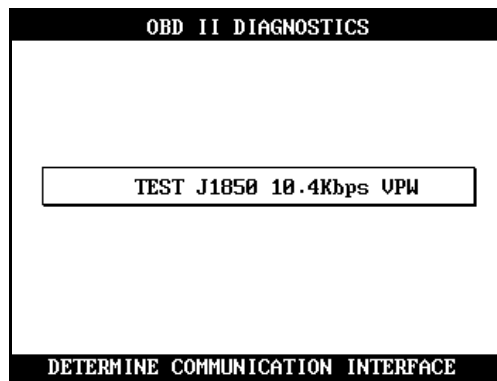 OBD II DIAGNOSTICS
TEST J1850 10.4Kbps VPW
DETERMINE COMMUNICATION INTERFACE